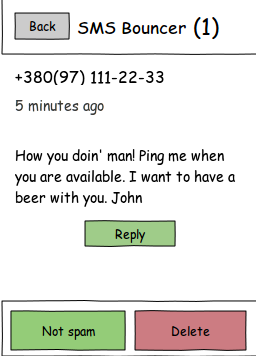 Back SMS Bouncer (1)
+380(97) 111-22-33
5 minutes ago
How you doin' man! Ping me when
you are available. I want to have a
beer with you. John
Reply
Not spam Delete